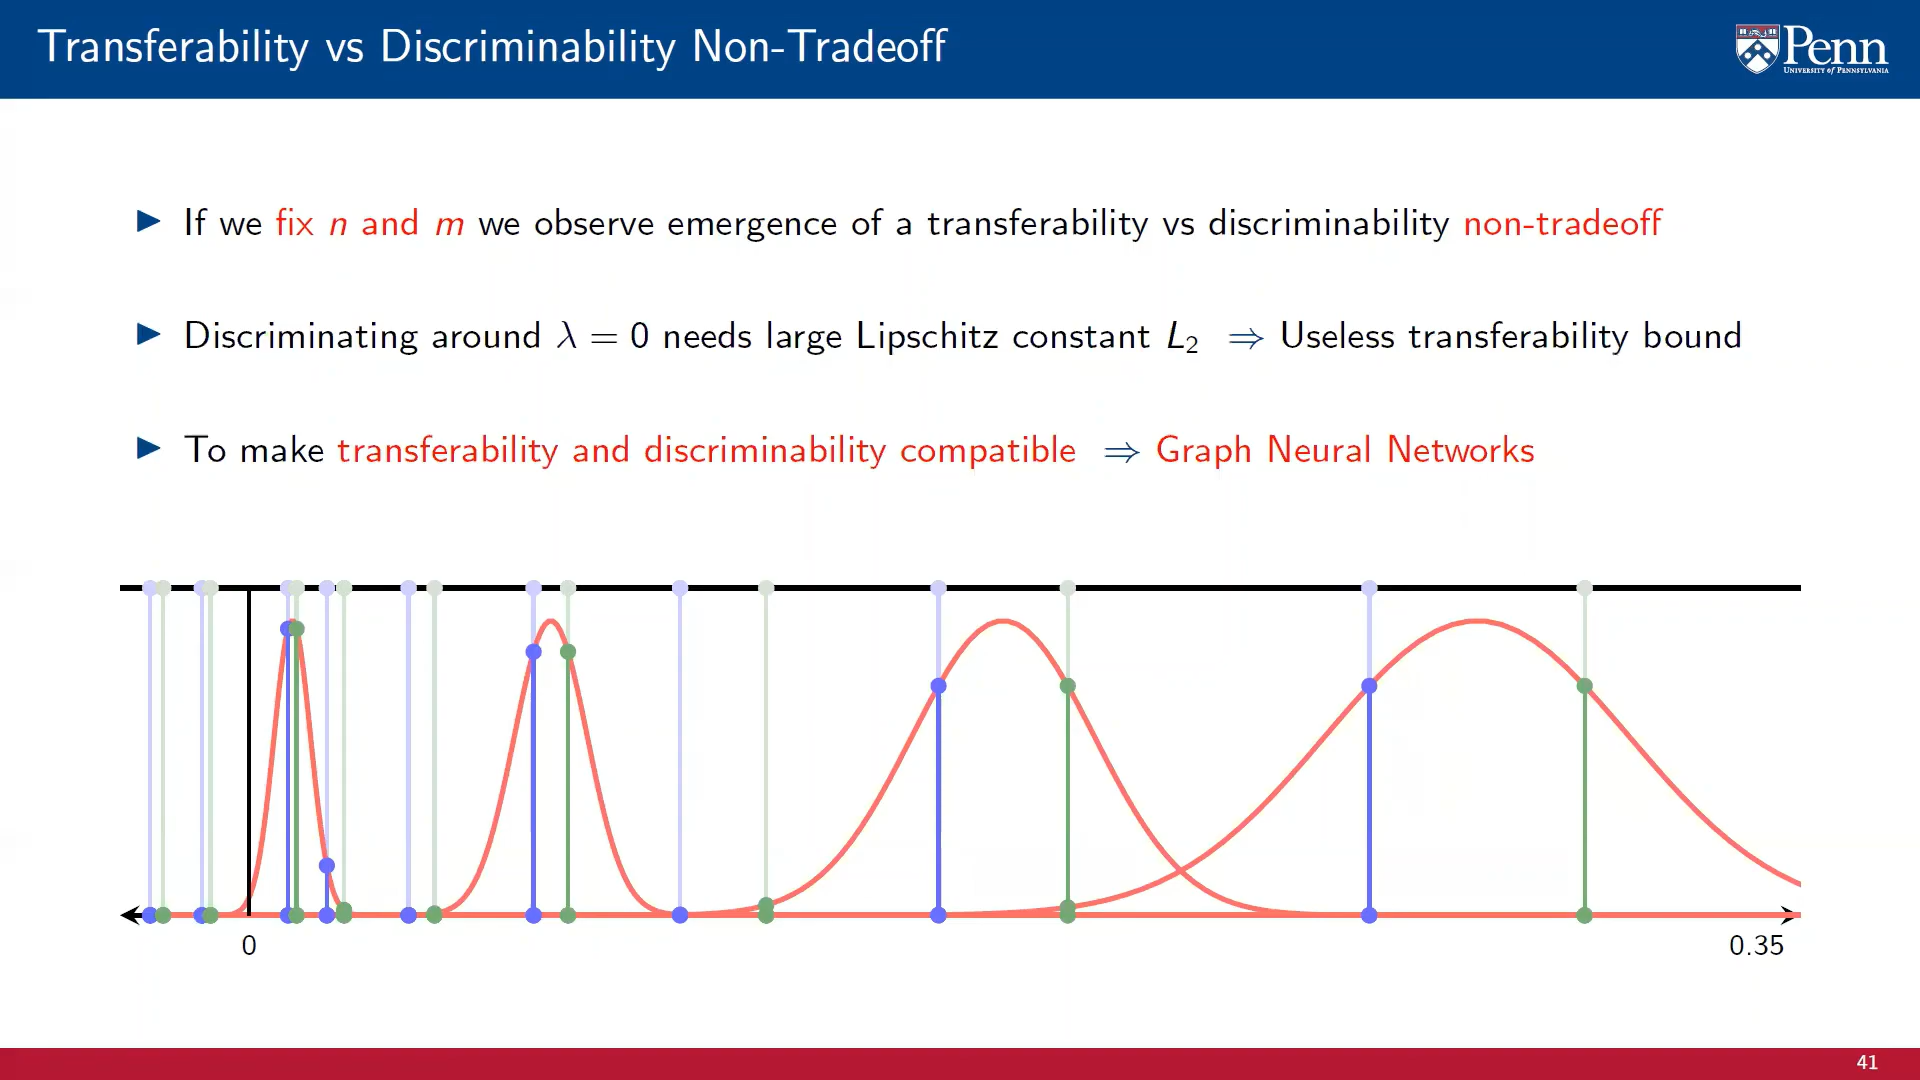 Transferability vs Discriminability Non-Tradeoff
Penn
UNIVERSITY of PENNSYLVANIA
▶ If we fix n and m we observe emergence of a transferability vs discriminability non-tradeoff
▶ Discriminating around λ = 0 needs large Lipschitz constant L₂ ⇒ Useless transferability bound
▶ To make transferability and discriminability compatible ⇒ Graph Neural Networks
0
0.35
41